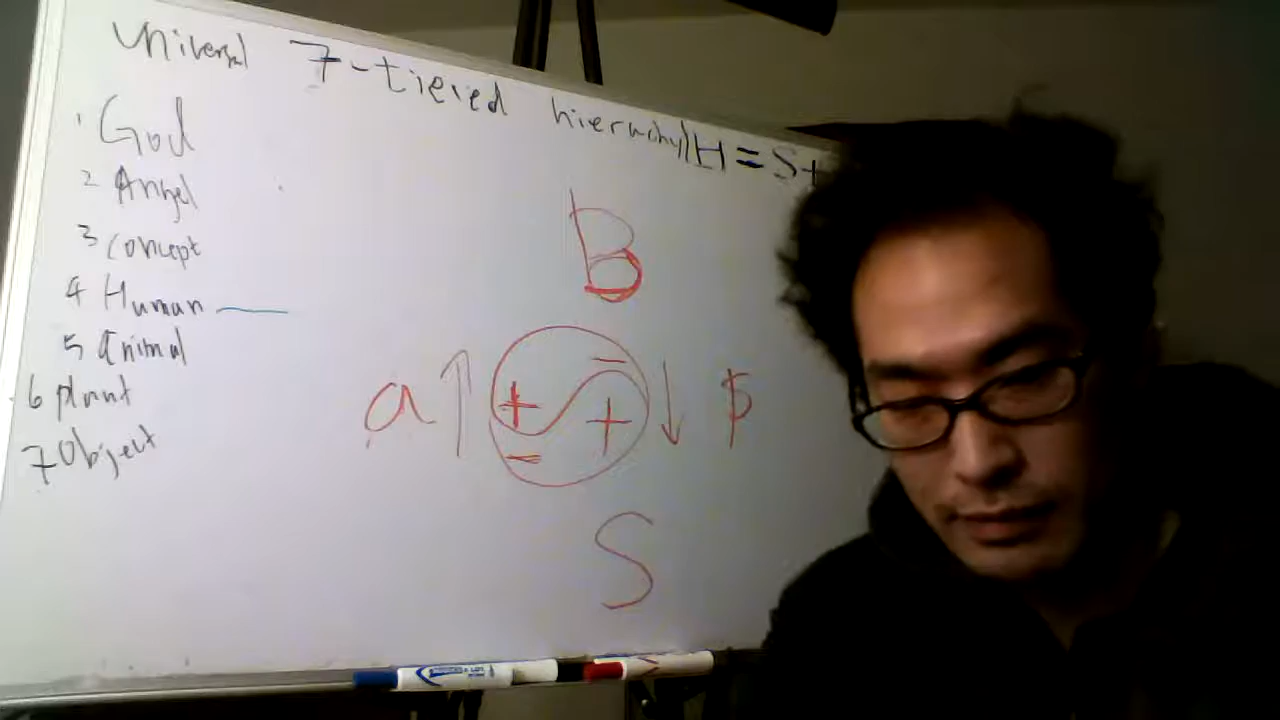 Universal 7-tiered hierarchy H = S+
1 God
2 Angel
3 concept
4 Human
5 Animal
6 plant
7 Object
B
a + − + −
S